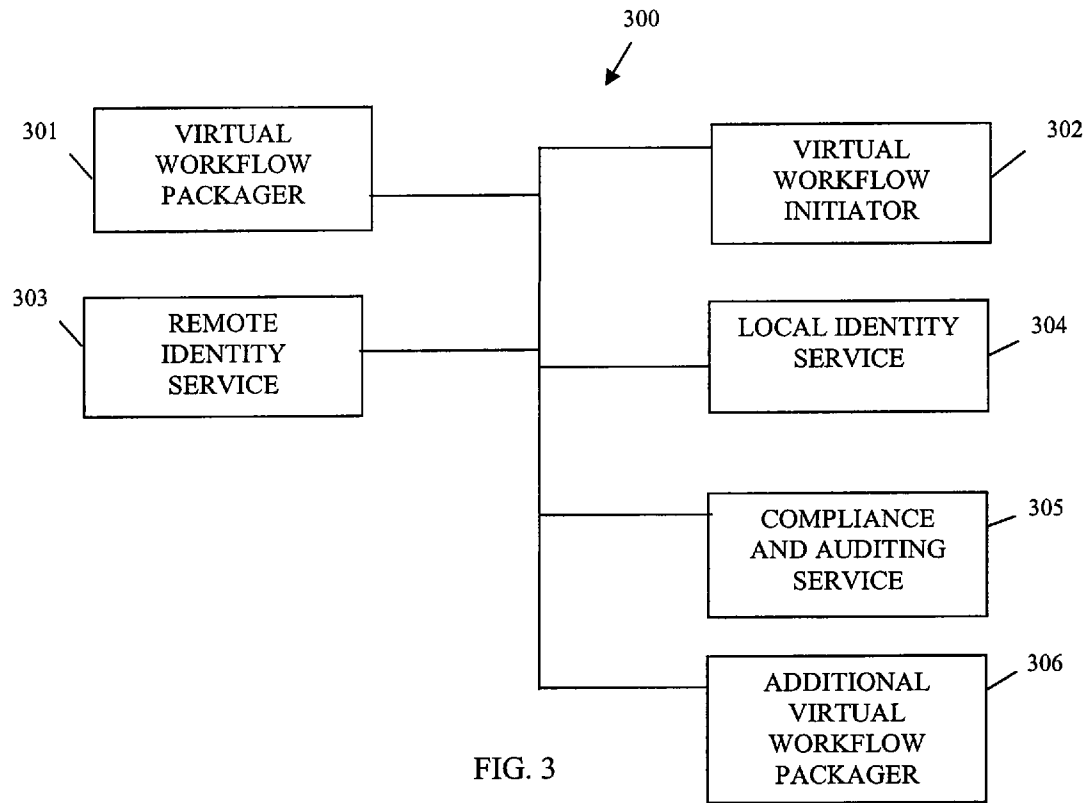 300
301
VIRTUAL
WORKFLOW
PACKAGER
302
VIRTUAL
WORKFLOW
INITIATOR
303
REMOTE
IDENTITY
SERVICE
304
LOCAL IDENTITY
SERVICE
305
COMPLIANCE
AND AUDITING
SERVICE
306
ADDITIONAL
VIRTUAL
WORKFLOW
PACKAGER
FIG. 3